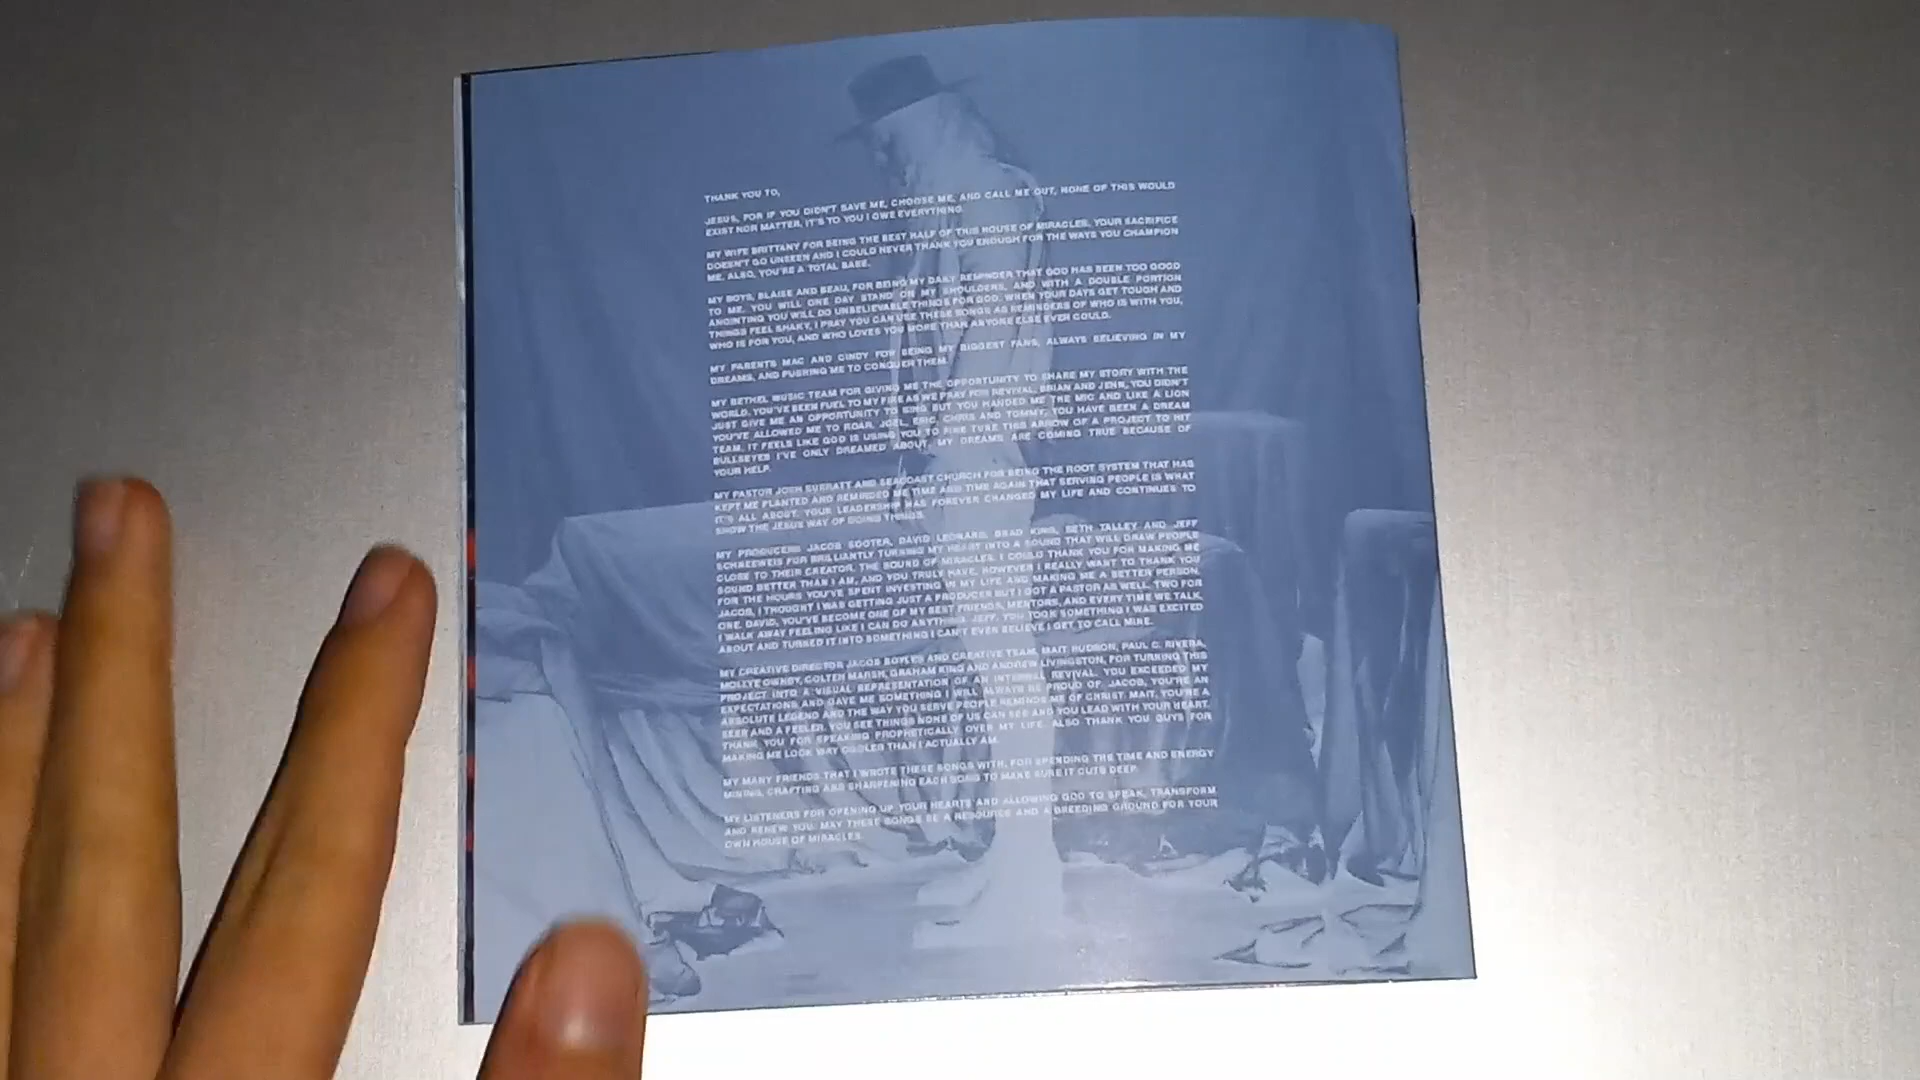 THANK YOU TO,
JESUS, FOR IF YOU DIDN'T SAVE ME, CHOOSE ME, AND CALL ME OUT, NONE OF THIS WOULD
EXIST NOR MATTER. IT'S TO YOU I OWE EVERYTHING.
MY WIFE BRITTANY FOR BEING THE BEST HALF OF THIS HOUSE OF MIRACLES. YOUR SACRIFICE
DOESN'T GO UNSEEN AND I COULD NEVER THANK YOU ENOUGH FOR THE WAYS YOU CHAMPION
ME. ALSO, YOU'RE A TOTAL BABE.
MY BOYS, BLAISE AND BEAU, FOR BEING MY DAILY REMINDER THAT GOD HAS BEEN TOO GOOD
TO ME. YOU WILL ONE DAY STAND ON MY SHOULDERS, AND WITH A DOUBLE PORTION
ANOINTING YOU WILL DO UNBELIEVABLE THINGS FOR GOD. WHEN YOUR DAYS GET TOUGH AND
THINGS FEEL SHAKY, I PRAY YOU CAN USE THESE SONGS AS REMINDERS OF WHO IS WITH YOU,
WHO IS FOR YOU, AND WHO LOVES YOU MORE THAN ANYONE ELSE EVER COULD.
MY PARENTS MAC AND CINDY FOR BEING MY BIGGEST FANS, ALWAYS BELIEVING IN MY
DREAMS, AND PUSHING ME TO CONQUER THEM.
MY BETHEL MUSIC TEAM FOR GIVING ME THE OPPORTUNITY TO SHARE MY STORY WITH THE
WORLD. YOU'VE BEEN FUEL TO MY FIRE AS WE PRAY FOR REVIVAL. BRIAN AND JENN, YOU DIDN'T
JUST GIVE ME AN OPPORTUNITY TO SING BUT YOU HANDED ME THE MIC AND LIKE A LION
YOU'VE ALLOWED ME TO ROAR. JOEL, ERIC, CHRIS AND TOMMY, YOU HAVE BEEN A DREAM
TEAM. IT FEELS LIKE GOD IS USING YOU TO FINE TUNE THIS ARROW OF A PROJECT TO HIT
BULLSEYES I'VE ONLY DREAMED ABOUT. MY DREAMS ARE COMING TRUE BECAUSE OF
YOUR HELP.
MY PASTOR JOSH SURRATT AND SEACOAST CHURCH FOR BEING THE ROOT SYSTEM THAT HAS
KEPT ME PLANTED AND REMINDED ME TIME AND TIME AGAIN THAT SERVING PEOPLE IS WHAT
IT'S ALL ABOUT. YOUR LEADERSHIP HAS FOREVER CHANGED MY LIFE AND CONTINUES TO
SHOW THE JESUS WAY OF DOING THINGS.
MY PRODUCERS JACOB SOOTER, DAVID LEONARD, BRAD KING, SETH TALLEY AND JEFF
SCHNEEWEIS FOR BRILLIANTLY TURNING MY HEART INTO A SOUND THAT WILL DRAW PEOPLE
CLOSE TO THEIR CREATOR. THE SOUND OF MIRACLES. I COULD THANK YOU FOR MAKING ME
SOUND BETTER THAN I AM, AND YOU TRULY HAVE, HOWEVER I REALLY WANT TO THANK YOU
FOR THE HOURS YOU'VE SPENT INVESTING IN MY LIFE AND MAKING ME A BETTER PERSON.
JACOB, I THOUGHT I WAS GETTING JUST A PRODUCER BUT I GOT A PASTOR AS WELL. TWO FOR
ONE. DAVID, YOU'VE BECOME ONE OF MY BEST FRIENDS, MENTORS, AND EVERY TIME WE TALK,
I WALK AWAY FEELING LIKE I CAN DO ANYTHING. JEFF, YOU TOOK SOMETHING I WAS EXCITED
ABOUT AND TURNED IT INTO SOMETHING I CAN'T EVEN BELIEVE I GET TO CALL MINE.
MY CREATIVE DIRECTOR JACOB BOYLES AND CREATIVE TEAM, MAIT HUDSON, PAUL C. RIVERA,
MOLLYE OWNBY, COLTEN MARSH, GRAHAM KING AND ANDREW LIVINGSTON, FOR TURNING THIS
PROJECT INTO A VISUAL REPRESENTATION OF AN INTERNAL REVIVAL. YOU EXCEEDED MY
EXPECTATIONS AND GAVE ME SOMETHING I WILL ALWAYS BE PROUD OF. JACOB, YOU'RE AN
ABSOLUTE LEGEND AND THE WAY YOU SERVE PEOPLE REMINDS ME OF CHRIST. MAIT, YOU'RE A
SEER AND A FEELER. YOU SEE THINGS NONE OF US CAN SEE AND YOU LEAD WITH YOUR HEART.
THANK YOU FOR SPEAKING PROPHETICALLY OVER MY LIFE. ALSO THANK YOU GUYS FOR
MAKING ME LOOK WAY COOLER THAN I ACTUALLY AM.
MY MANY FRIENDS THAT I WROTE THESE SONGS WITH, FOR SPENDING THE TIME AND ENERGY
MINING, CRAFTING AND SHARPENING EACH SONG TO MAKE SURE IT CUTS DEEP.
MY LISTENERS FOR OPENING UP YOUR HEARTS AND ALLOWING GOD TO SPEAK, TRANSFORM
AND RENEW YOU. MAY THESE SONGS BE A RESOURCE AND A BREEDING GROUND FOR YOUR
OWN HOUSE OF MIRACLES.